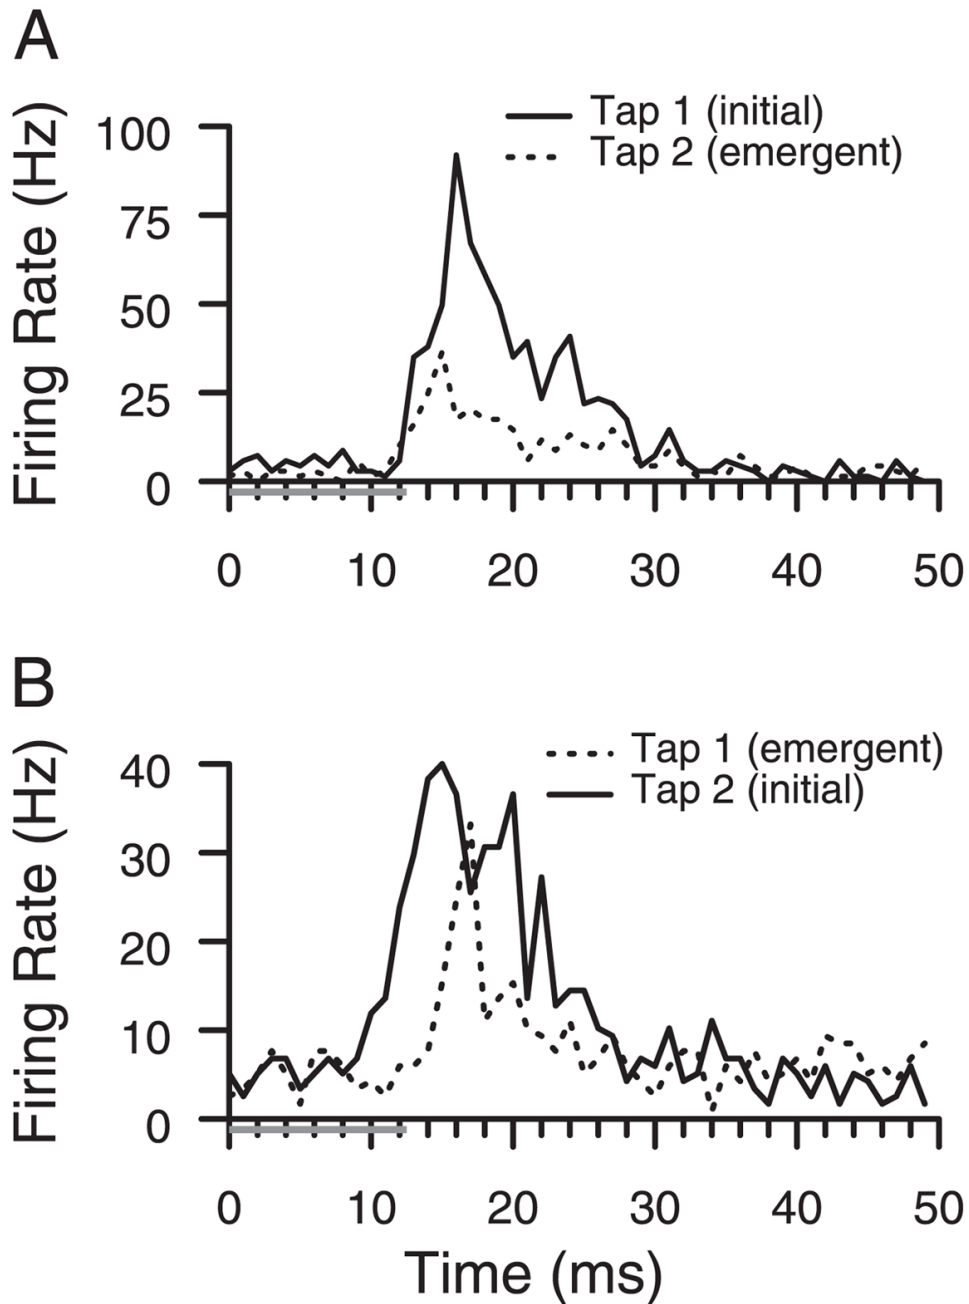 A
Firing Rate (Hz)
Tap 1 (initial)
Tap 2 (emergent)
100
75
50
25
0
0 10 20 30 40 50
B
Firing Rate (Hz)
Tap 1 (emergent)
Tap 2 (initial)
40
30
20
10
0
0 10 20 30 40 50
Time (ms)